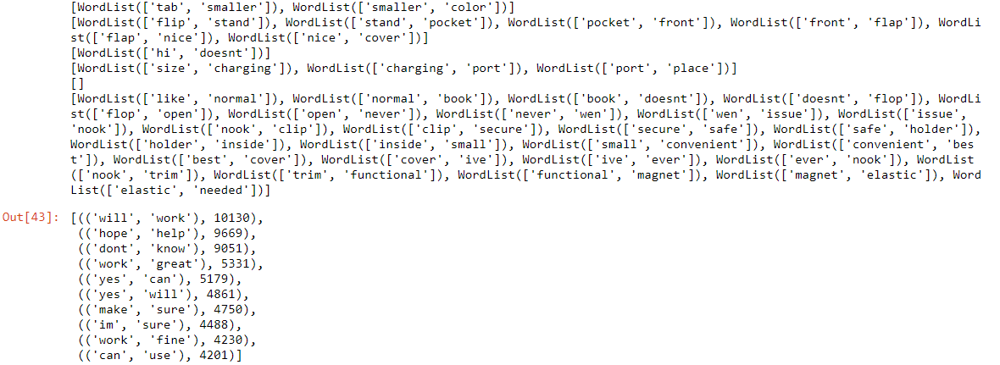 [WordList(['tab', 'smaller']), WordList(['smaller', 'color'])]
[WordList(['flip', 'stand']), WordList(['stand', 'pocket']), WordList(['pocket', 'front']), WordList(['front', 'flap']), WordLi
st(['flap', 'nice']), WordList(['nice', 'cover'])]
[WordList(['hi', 'doesnt'])]
[WordList(['size', 'charging']), WordList(['charging', 'port']), WordList(['port', 'place'])]
[]
[WordList(['like', 'normal']), WordList(['normal', 'book']), WordList(['book', 'doesnt']), WordList(['doesnt', 'flop']), WordLi
st(['flop', 'open']), WordList(['open', 'never']), WordList(['never', 'wen']), WordList(['wen', 'issue']), WordList(['issue',
'nook']), WordList(['nook', 'clip']), WordList(['clip', 'secure']), WordList(['secure', 'safe']), WordList(['safe', 'holder']),
WordList(['holder', 'inside']), WordList(['inside', 'small']), WordList(['small', 'convenient']), WordList(['convenient', 'bes
t']), WordList(['best', 'cover']), WordList(['cover', 'ive']), WordList(['ive', 'ever']), WordList(['ever', 'nook']), WordList
(['nook', 'trim']), WordList(['trim', 'functional']), WordList(['functional', 'magnet']), WordList(['magnet', 'elastic']), Word
List(['elastic', 'needed'])]
Out[43]: [(('will', 'work'), 10130),
(('hope', 'help'), 9669),
(('dont', 'know'), 9051),
(('work', 'great'), 5331),
(('yes', 'can'), 5179),
(('yes', 'will'), 4861),
(('make', 'sure'), 4750),
(('im', 'sure'), 4488),
(('work', 'fine'), 4230),
(('can', 'use'), 4201)]